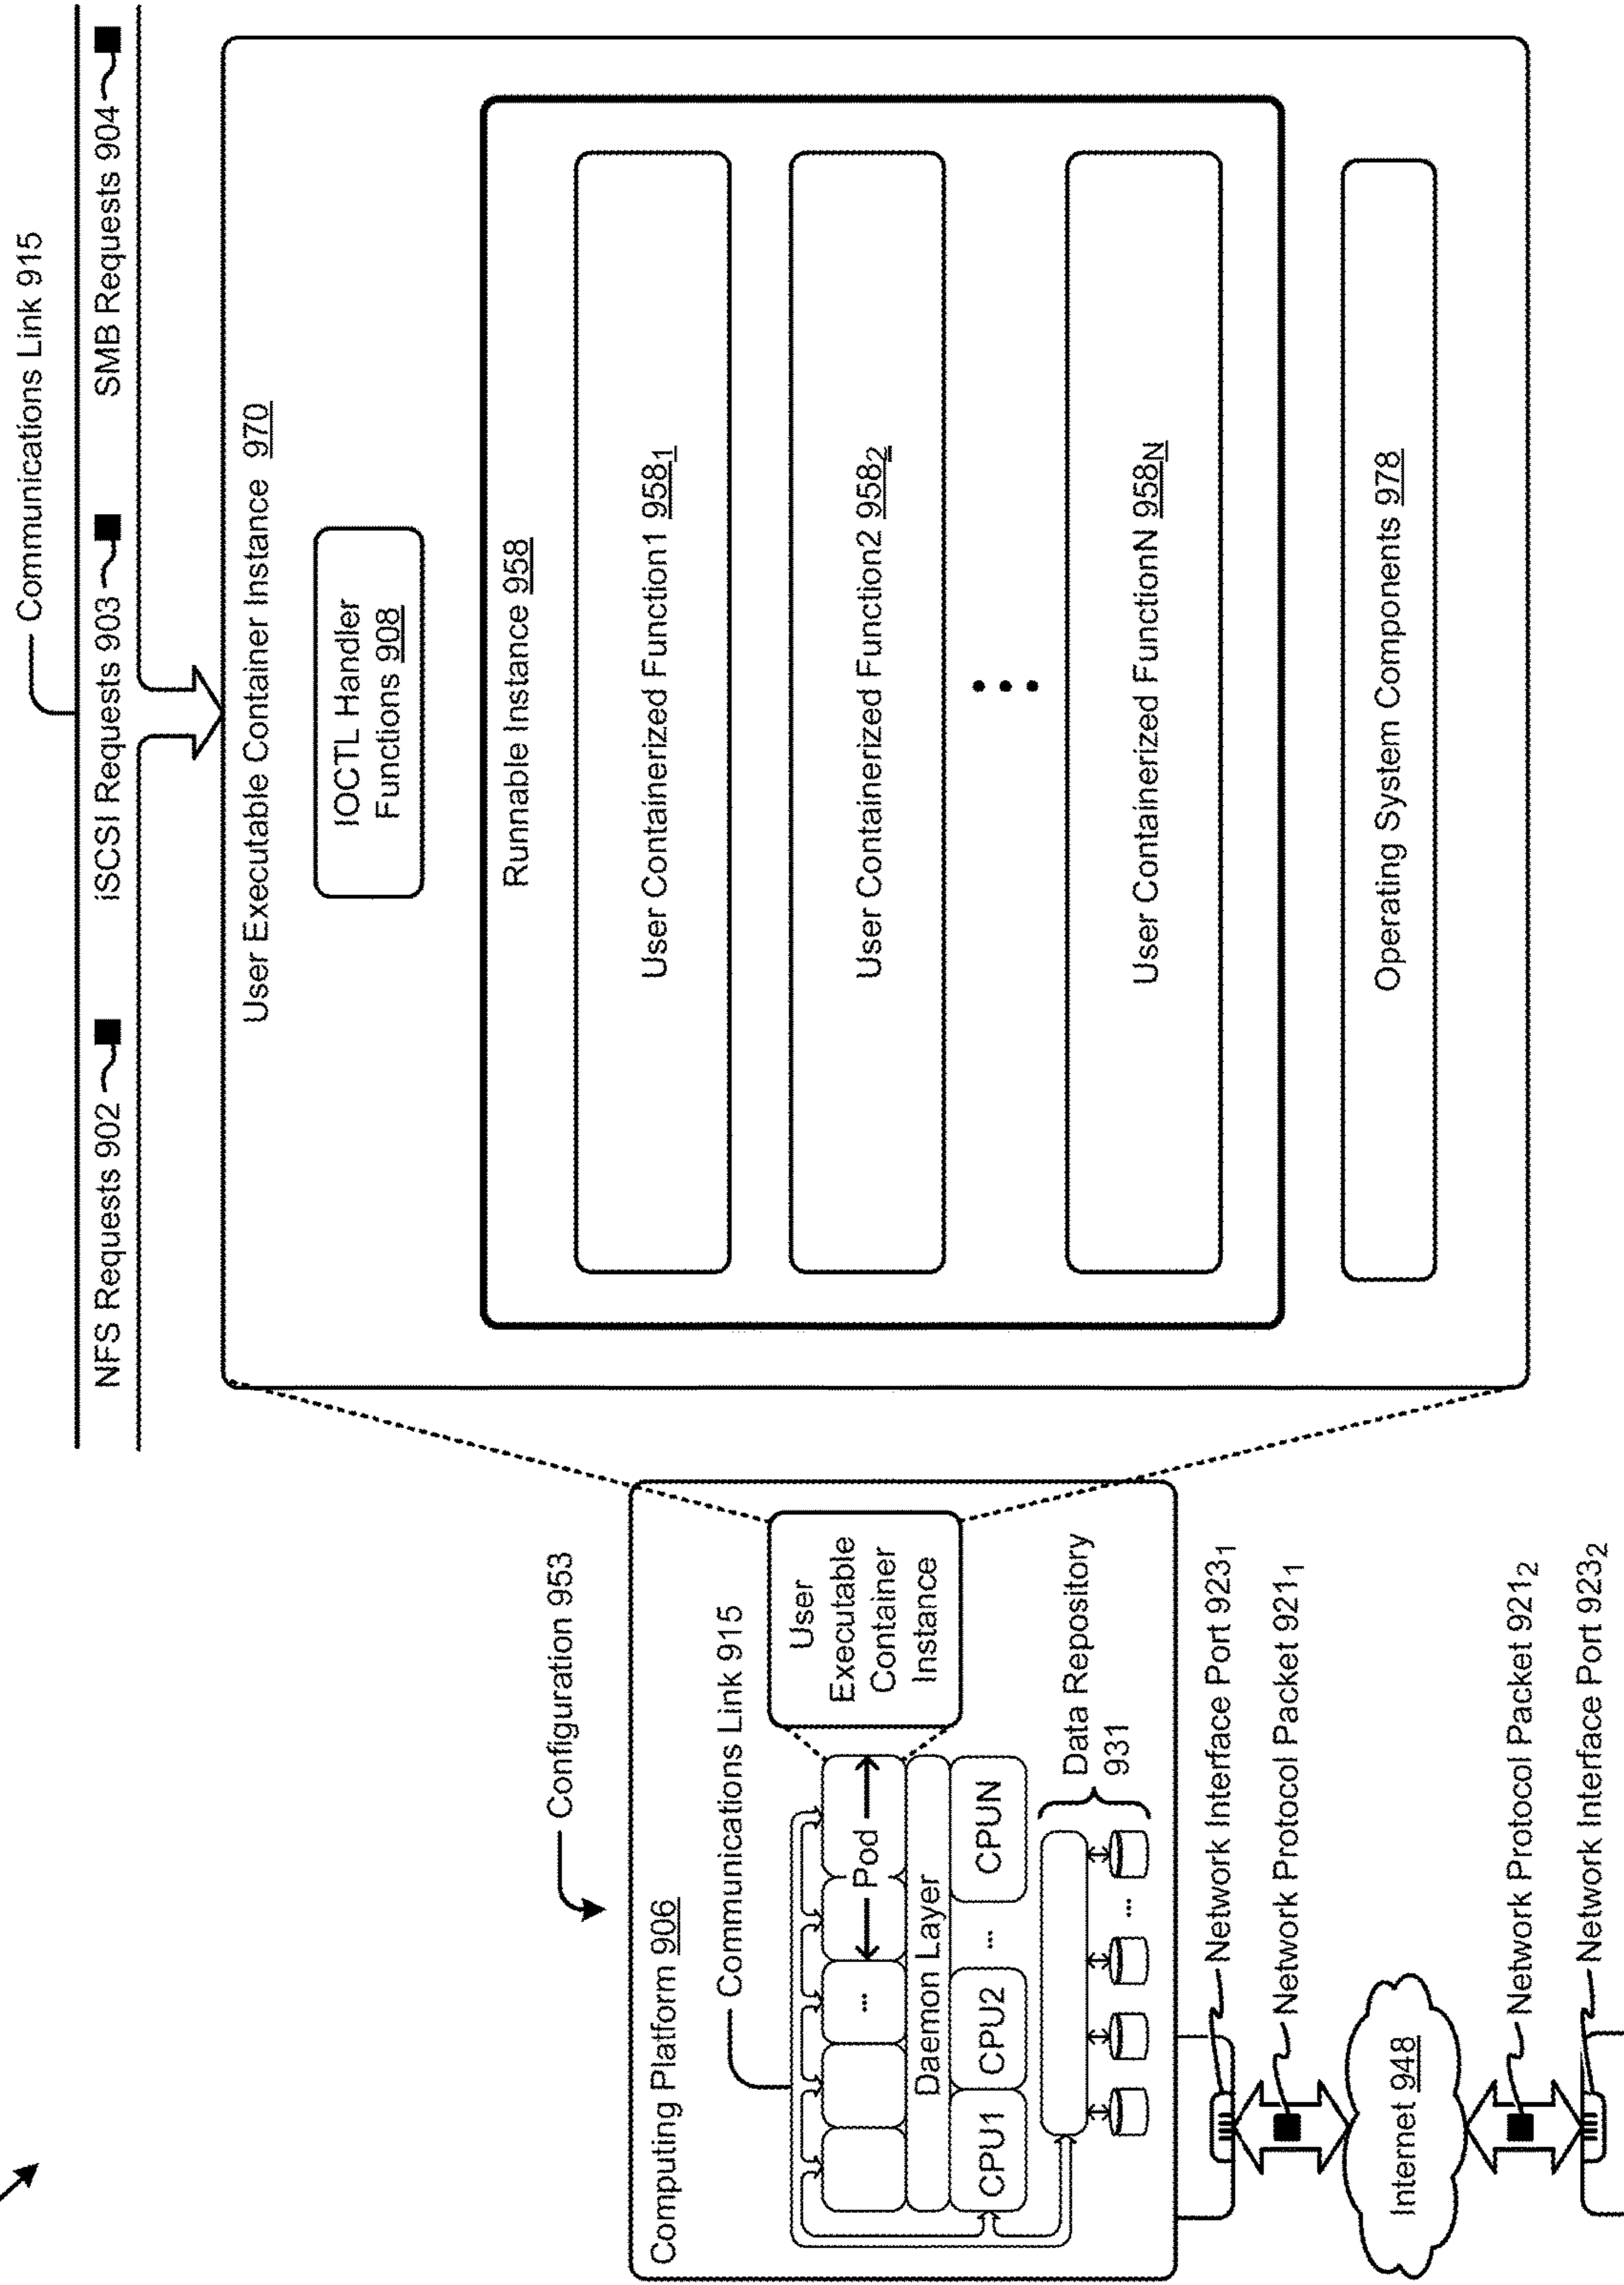 Communications Link 915
NFS Requests 902
iSCSI Requests 903
SMB Requests 904
User Executable Container Instance 970
IOCTL Handler
Functions 908
Runnable Instance 958
User Containerized Function1 958₁
User Containerized Function2 958₂
•••
User Containerized FunctionN 958N
Operating System Components 978
Configuration 953
Computing Platform 906
Communications Link 915
...
Pod
User
Executable
Container
Instance
Daemon Layer
CPU1
CPU2
...
CPUN
Data Repository
931
...
Network Interface Port 923₁
Network Protocol Packet 921₁
Internet 948
Network Protocol Packet 921₂
Network Interface Port 923₂